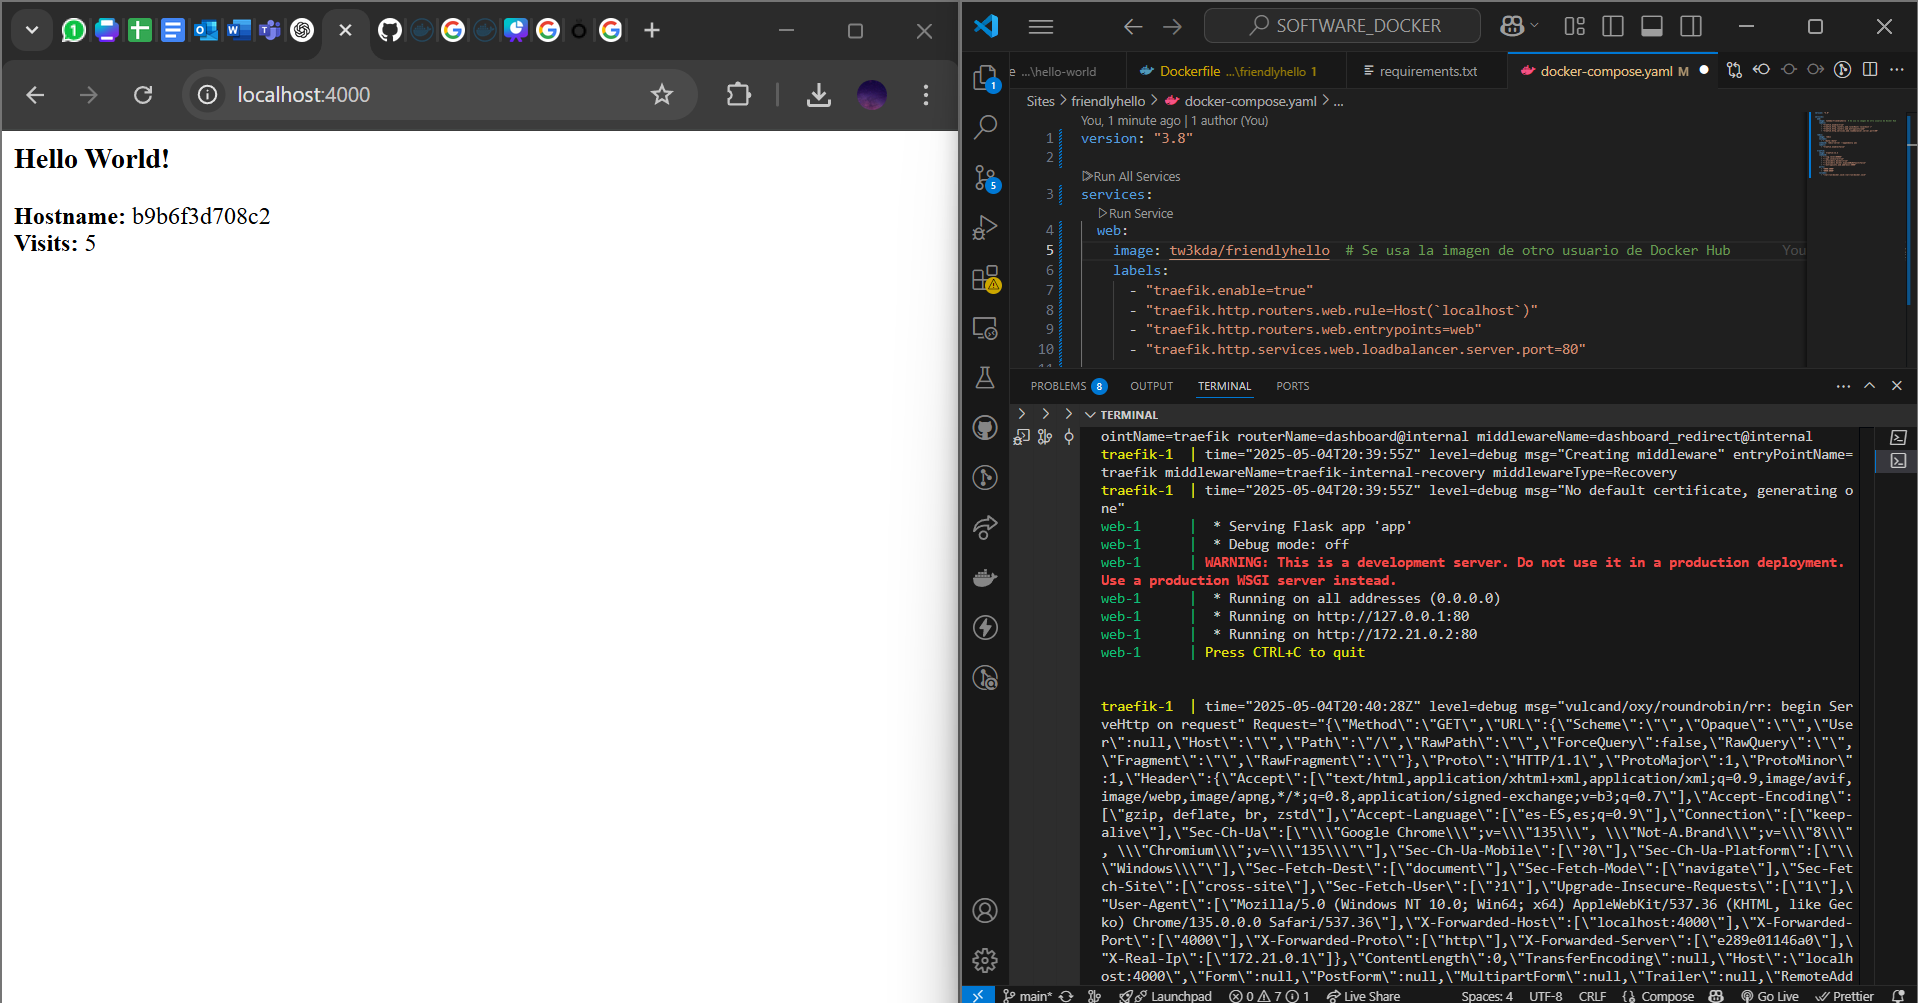 localhost:4000
Hello World!
Hostname: b9b6f3d708c2
Visits: 5
SOFTWARE_DOCKER
e ...\hello-world
Dockerfile ...\friendlyhello 1
requirements.txt
docker-compose.yaml M
Sites > friendlyhello > docker-compose.yaml > ...
You, 1 minute ago | 1 author (You)
1 version: "3.8"
2
Run All Services
3 services:
Run Service
4 web:
5 image: tw3kda/friendlyhello # Se usa la imagen de otro usuario de Docker Hub You
6 labels:
7 - "traefik.enable=true"
8 - "traefik.http.routers.web.rule=Host(`localhost`)"
9 - "traefik.http.routers.web.entrypoints=web"
10 - "traefik.http.services.web.loadbalancer.server.port=80"
PROBLEMS 8 OUTPUT TERMINAL PORTS
TERMINAL
ointName=traefik routerName=dashboard@internal middlewareName=dashboard_redirect@internal
traefik-1 | time="2025-05-04T20:39:55Z" level=debug msg="Creating middleware" entryPointName=
traefik middlewareName=traefik-internal-recovery middlewareType=Recovery
traefik-1 | time="2025-05-04T20:39:55Z" level=debug msg="No default certificate, generating o
ne"
web-1 | * Serving Flask app 'app'
web-1 | * Debug mode: off
web-1 | WARNING: This is a development server. Do not use it in a production deployment.
Use a production WSGI server instead.
web-1 | * Running on all addresses (0.0.0.0)
web-1 | * Running on http://127.0.0.1:80
web-1 | * Running on http://172.21.0.2:80
web-1 | Press CTRL+C to quit
traefik-1 | time="2025-05-04T20:40:28Z" level=debug msg="vulcand/oxy/roundrobin/rr: begin Ser
veHttp on request" Request="{\"Method\":\"GET\",\"URL\":{\"Scheme\":\"\",\"Opaque\":\"\",\"Use
r\":null,\"Host\":\"\",\"Path\":\"/\",\"RawPath\":\"\",\"ForceQuery\":false,\"RawQuery\":\"\",
\"Fragment\":\"\",\"RawFragment\":\"\"},\"Proto\":\"HTTP/1.1\",\"ProtoMajor\":1,\"ProtoMinor\"
:1,\"Header\":{\"Accept\":[\"text/html,application/xhtml+xml,application/xml;q=0.9,image/avif,
image/webp,image/apng,*/*;q=0.8,application/signed-exchange;v=b3;q=0.7\"],\"Accept-Encoding\":
[\"gzip, deflate, br, zstd\"],\"Accept-Language\":[\"es-ES,es;q=0.9\"],\"Connection\":[\"keep-
alive\"],\"Sec-Ch-Ua\":[\"\\\"Google Chrome\\\";v=\\\"135\\\", \\\"Not-A.Brand\\\";v=\\\"8\\\"
, \\\"Chromium\\\";v=\\\"135\\\"\"],\"Sec-Ch-Ua-Mobile\":[\"?0\"],\"Sec-Ch-Ua-Platform\":[\"\\
\"Windows\\\"\"],\"Sec-Fetch-Dest\":[\"document\"],\"Sec-Fetch-Mode\":[\"navigate\"],\"Sec-Fet
ch-Site\":[\"cross-site\"],\"Sec-Fetch-User\":[\"?1\"],\"Upgrade-Insecure-Requests\":[\"1\"],\
"User-Agent\":[\"Mozilla/5.0 (Windows NT 10.0; Win64; x64) AppleWebKit/537.36 (KHTML, like Gec
ko) Chrome/135.0.0.0 Safari/537.36\"],\"X-Forwarded-Host\":[\"localhost:4000\"],\"X-Forwarded-
Port\":[\"4000\"],\"X-Forwarded-Proto\":[\"http\"],\"X-Forwarded-Server\":[\"e289e01146a0\"],\
"X-Real-Ip\":[\"172.21.0.1\"]},\"ContentLength\":0,\"TransferEncoding\":null,\"Host\":\"localh
ost:4000\",\"Form\":null,\"PostForm\":null,\"MultipartForm\":null,\"Trailer\":null,\"RemoteAdd
main* Launchpad 0 7 1 Live Share Spaces: 4 UTF-8 CRLF Compose Go Live Prettier